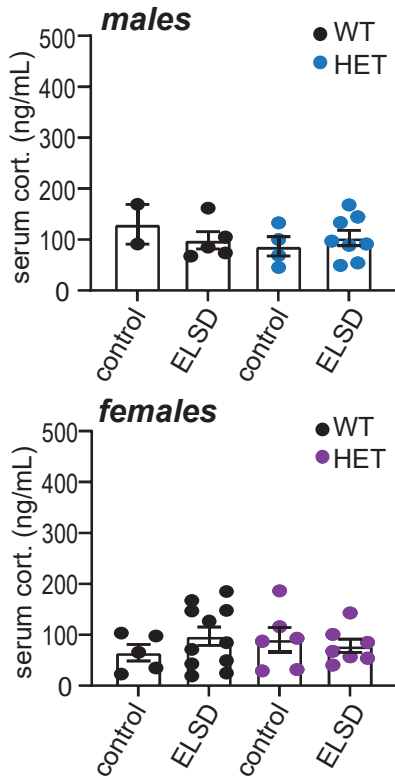 males
WT
HET
serum cort. (ng/mL)
500
400
300
200
100
0
control
ELSD
control
ELSD
females
WT
HET
serum cort. (ng/mL)
500
400
300
200
100
0
control
ELSD
control
ELSD